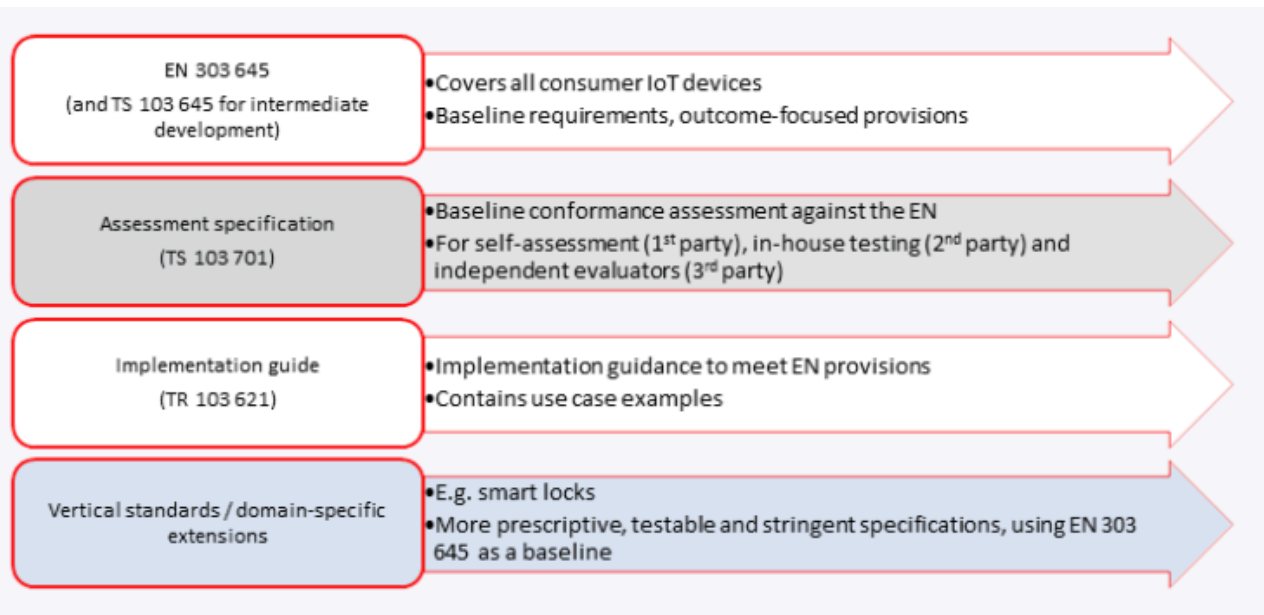 EN 303 645
(and TS 103 645 for intermediate
development)
•Covers all consumer IoT devices
•Baseline requirements, outcome-focused provisions
Assessment specification
(TS 103 701)
•Baseline conformance assessment against the EN
•For self-assessment (1st party), in-house testing (2nd party) and
independent evaluators (3rd party)
Implementation guide
(TR 103 621)
•Implementation guidance to meet EN provisions
•Contains use case examples
Vertical standards / domain-specific
extensions
•E.g. smart locks
•More prescriptive, testable and stringent specifications, using EN 303
645 as a baseline